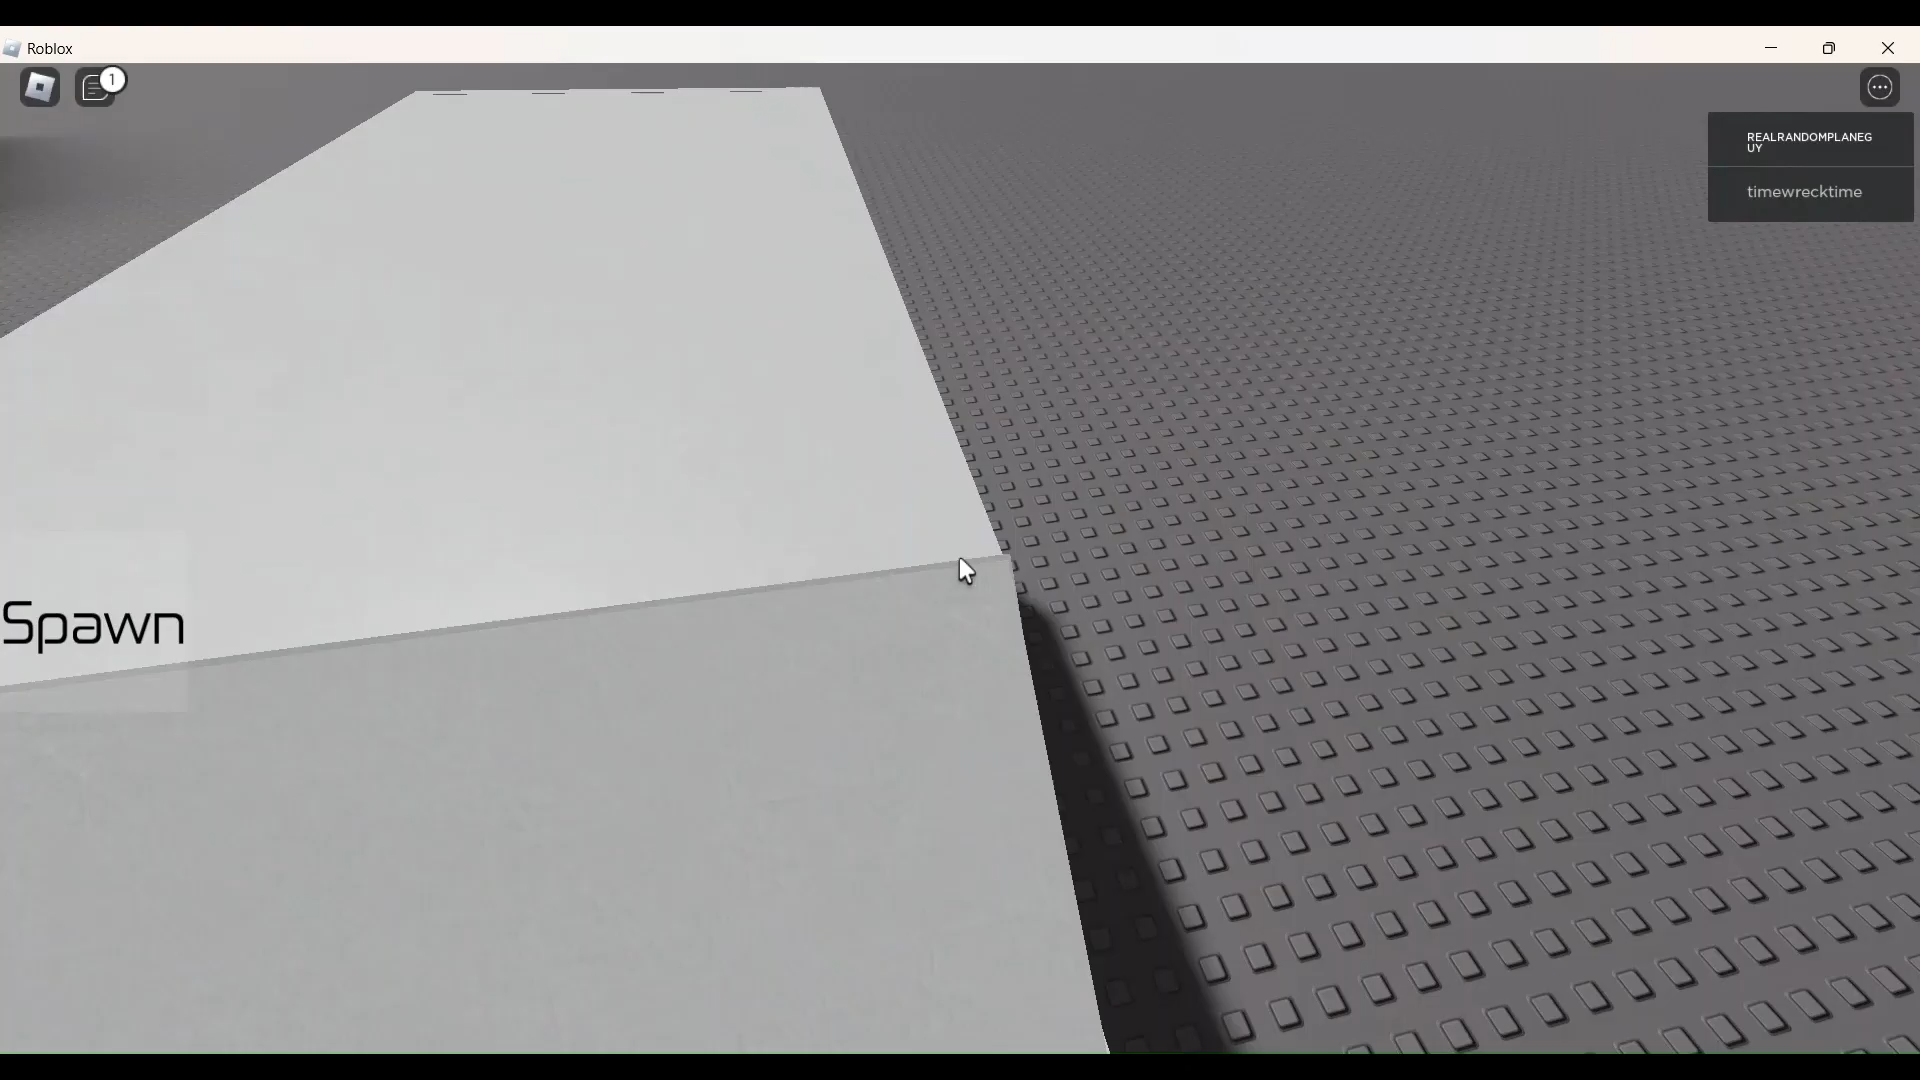 Roblox
1
REALRANDOMPLANEG
UY
timewrecktime
Spawn